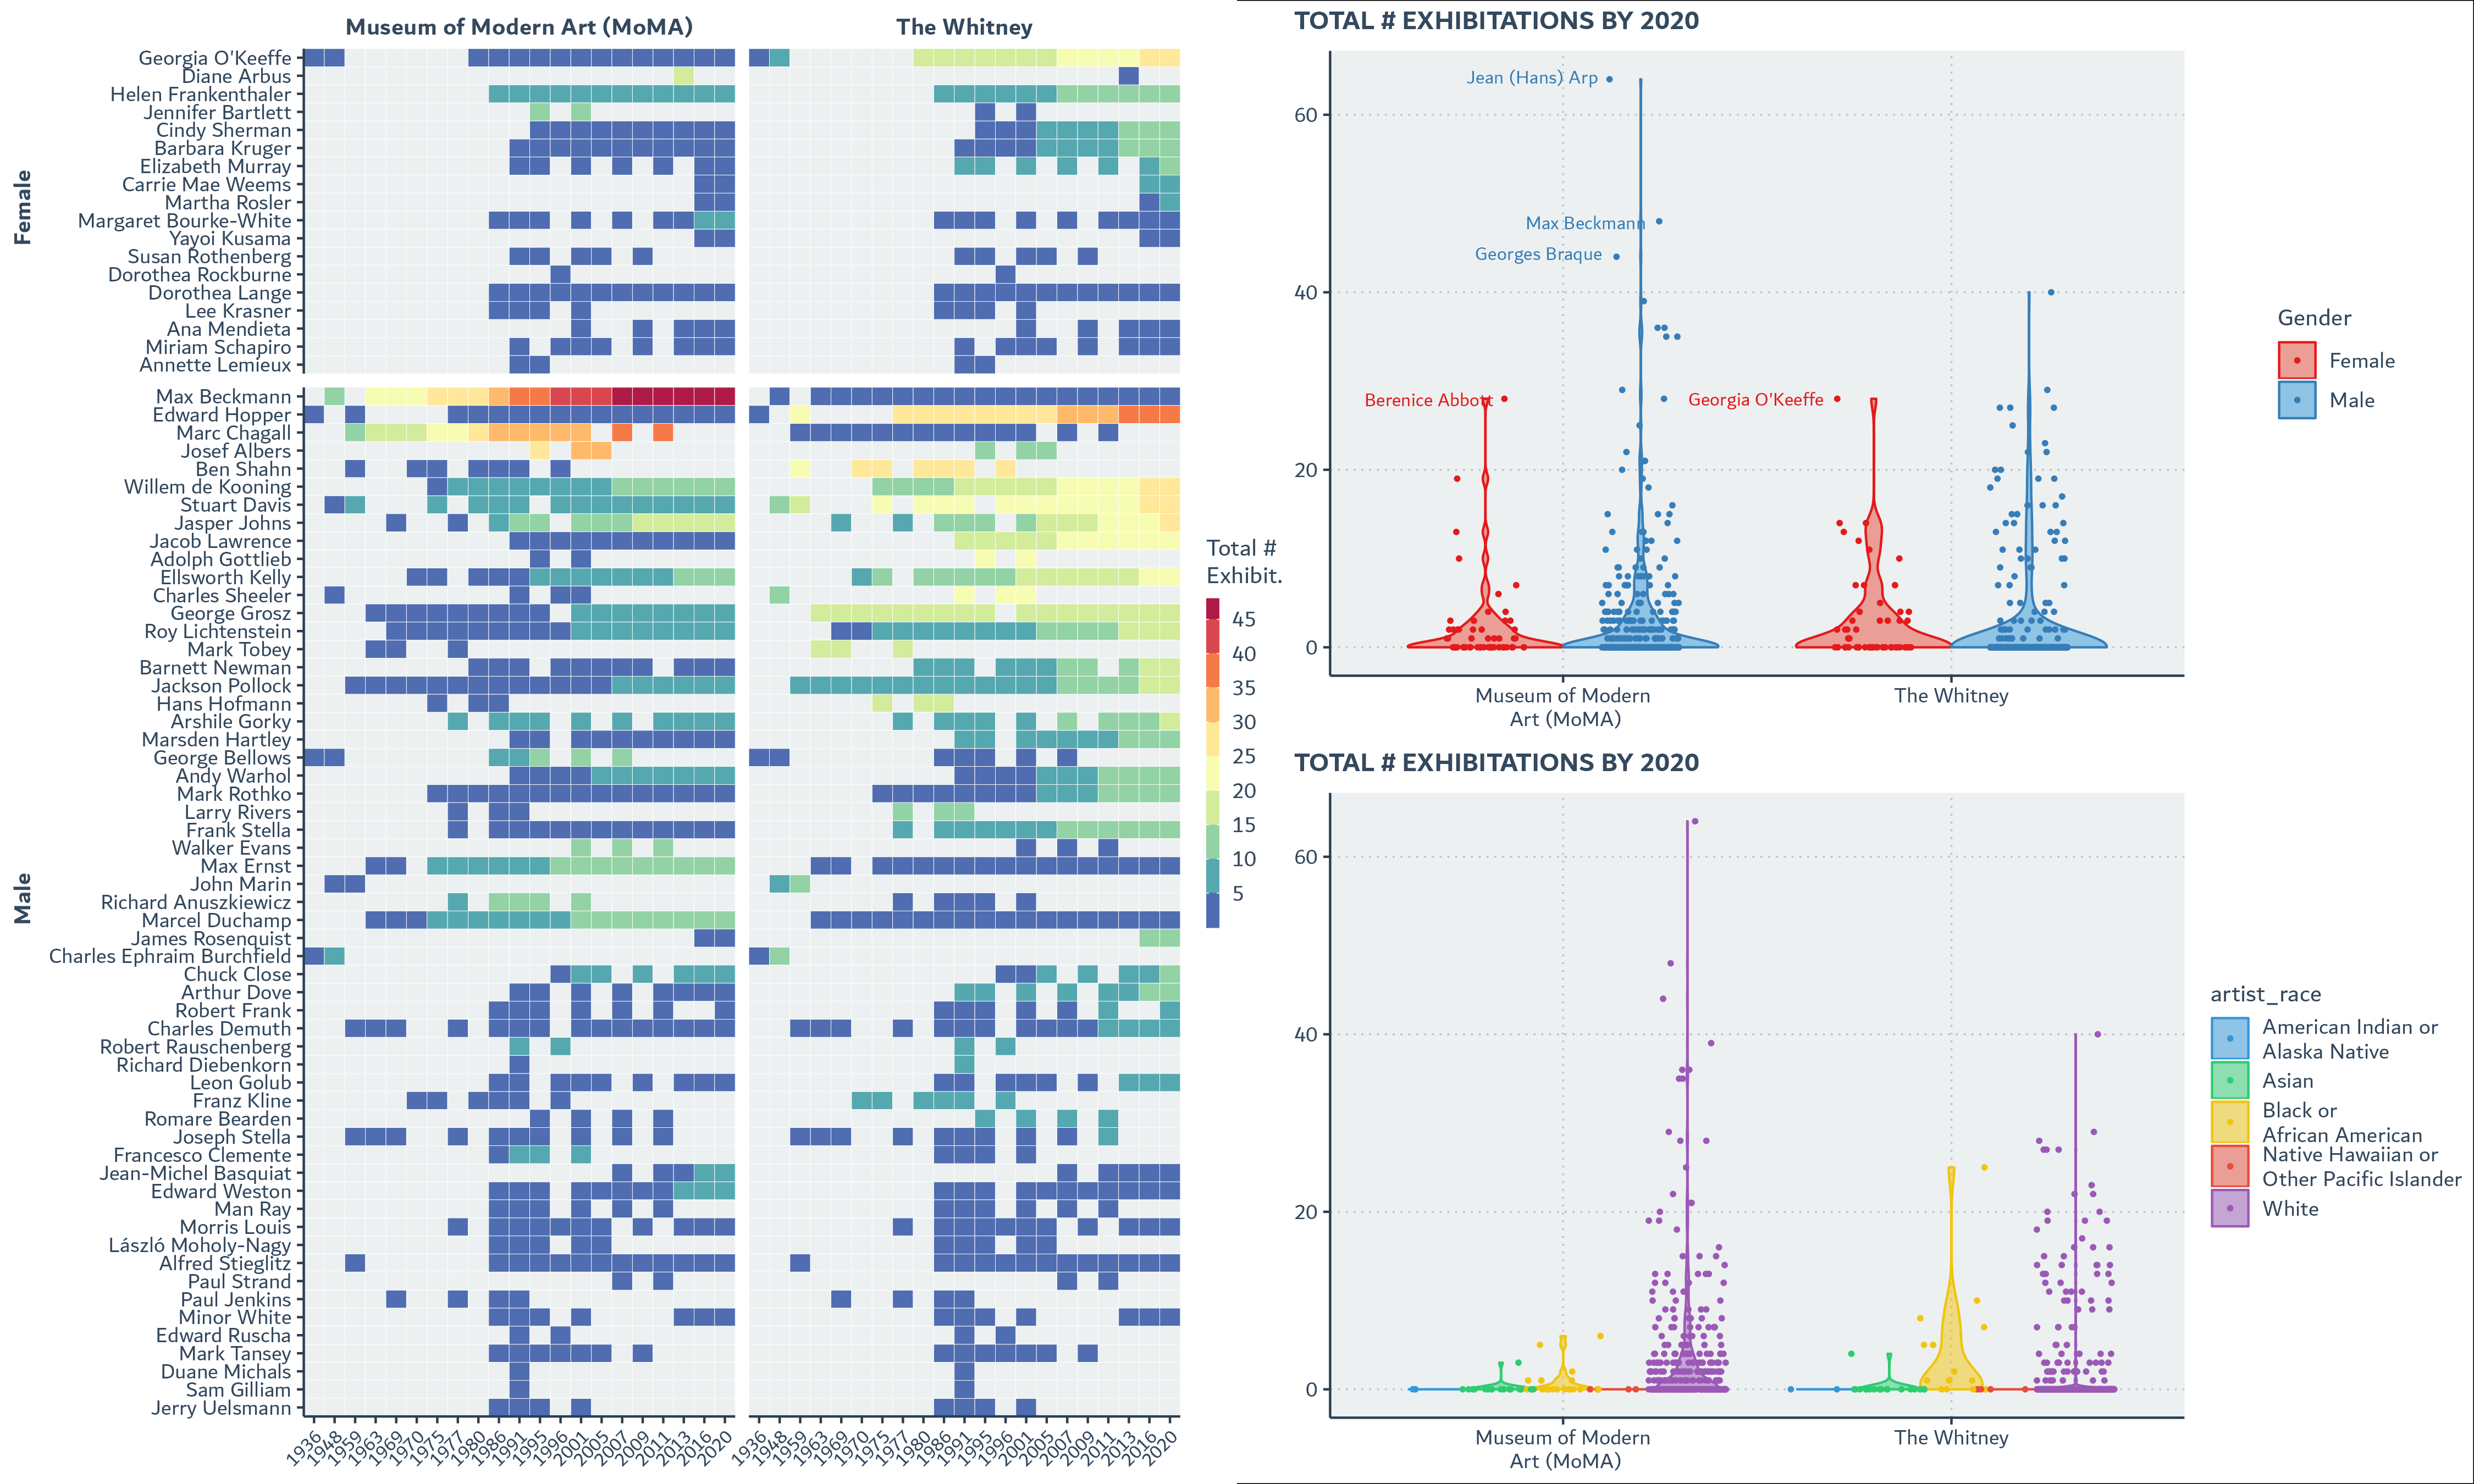 Museum of Modern Art (MoMA)
The Whitney
Female
Georgia O'Keeffe
Diane Arbus
Helen Frankenthaler
Jennifer Bartlett
Cindy Sherman
Barbara Kruger
Elizabeth Murray
Carrie Mae Weems
Martha Rosler
Margaret Bourke-White
Yayoi Kusama
Susan Rothenberg
Dorothea Rockburne
Dorothea Lange
Lee Krasner
Ana Mendieta
Miriam Schapiro
Annette Lemieux
Male
Max Beckmann
Edward Hopper
Marc Chagall
Josef Albers
Ben Shahn
Willem de Kooning
Stuart Davis
Jasper Johns
Jacob Lawrence
Adolph Gottlieb
Ellsworth Kelly
Charles Sheeler
George Grosz
Roy Lichtenstein
Mark Tobey
Barnett Newman
Jackson Pollock
Hans Hofmann
Arshile Gorky
Marsden Hartley
George Bellows
Andy Warhol
Mark Rothko
Larry Rivers
Frank Stella
Walker Evans
Max Ernst
John Marin
Richard Anuszkiewicz
Marcel Duchamp
James Rosenquist
Charles Ephraim Burchfield
Chuck Close
Arthur Dove
Robert Frank
Charles Demuth
Robert Rauschenberg
Richard Diebenkorn
Leon Golub
Franz Kline
Romare Bearden
Joseph Stella
Francesco Clemente
Jean-Michel Basquiat
Edward Weston
Man Ray
Morris Louis
László Moholy-Nagy
Alfred Stieglitz
Paul Strand
Paul Jenkins
Minor White
Edward Ruscha
Mark Tansey
Duane Michals
Sam Gilliam
Jerry Uelsmann
1936 1948 1959 1963 1969 1970 1975 1977 1980 1986 1991 1995 1996 2001 2005 2007 2009 2011 2013 2016 2020
1936 1948 1959 1963 1969 1970 1975 1977 1980 1986 1991 1995 1996 2001 2005 2007 2009 2011 2013 2016 2020
Total #
Exhibit.
45
40
35
30
25
20
15
10
5
TOTAL # EXHIBITATIONS BY 2020
60
40
20
0
Jean (Hans) Arp
Max Beckmann
Georges Braque
Berenice Abbott
Georgia O'Keeffe
Museum of Modern
Art (MoMA)
The Whitney
Gender
Female
Male
TOTAL # EXHIBITATIONS BY 2020
60
40
20
0
Museum of Modern
Art (MoMA)
The Whitney
artist_race
American Indian or
Alaska Native
Asian
Black or
African American
Native Hawaiian or
Other Pacific Islander
White